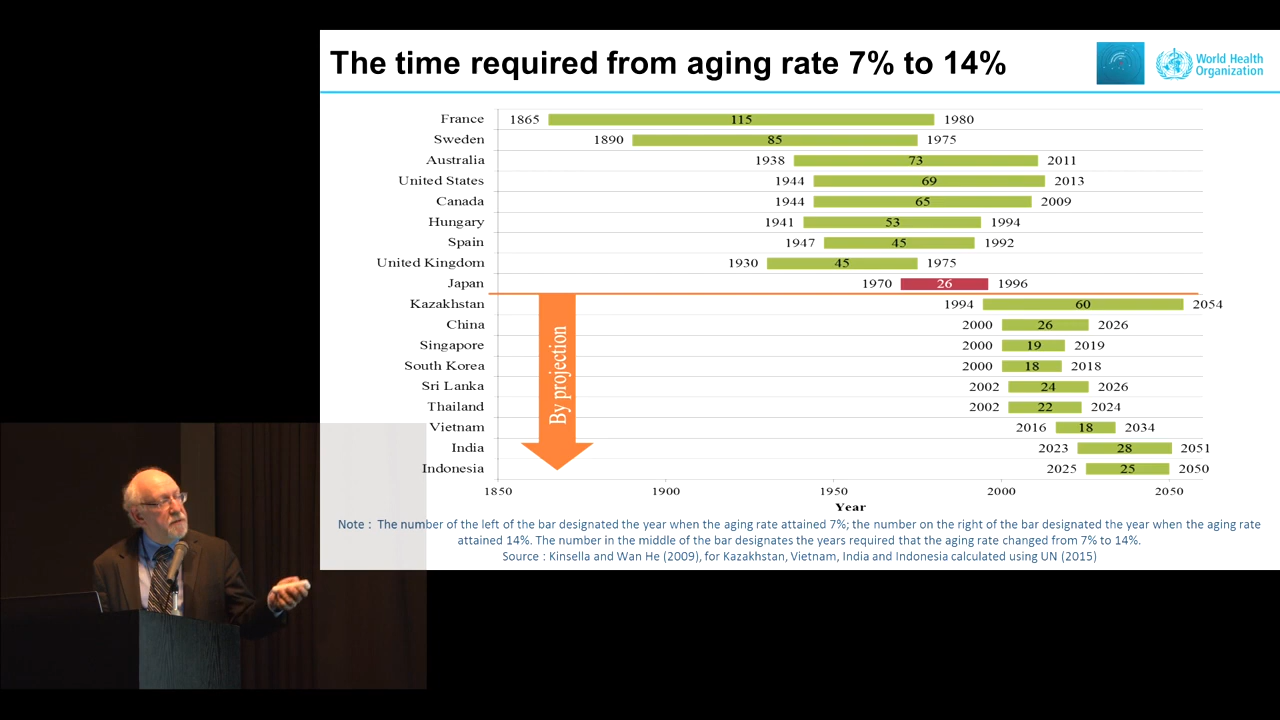 The time required from aging rate 7% to 14%
World Health
Organization
France 1865 115 1980
Sweden 1890 85 1975
Australia 1938 73 2011
United States 1944 69 2013
Canada 1944 65 2009
Hungary 1941 53 1994
Spain 1947 45 1992
United Kingdom 1930 45 1975
Japan 1970 26 1996
Kazakhstan 1994 60 2054
China 2000 26 2026
Singapore 2000 19 2019
South Korea 2000 18 2018
Sri Lanka 2002 24 2026
Thailand 2002 22 2024
Vietnam 2016 18 2034
India 2023 28 2051
Indonesia 2025 25 2050
By projection
1850 1900 1950 2000 2050
Year
Note : The number of the left of the bar designated the year when the aging rate attained 7%; the number on the right of the bar designated the year when the aging rate
attained 14%. The number in the middle of the bar designates the years required that the aging rate changed from 7% to 14%.
Source : Kinsella and Wan He (2009), for Kazakhstan, Vietnam, India and Indonesia calculated using UN (2015)